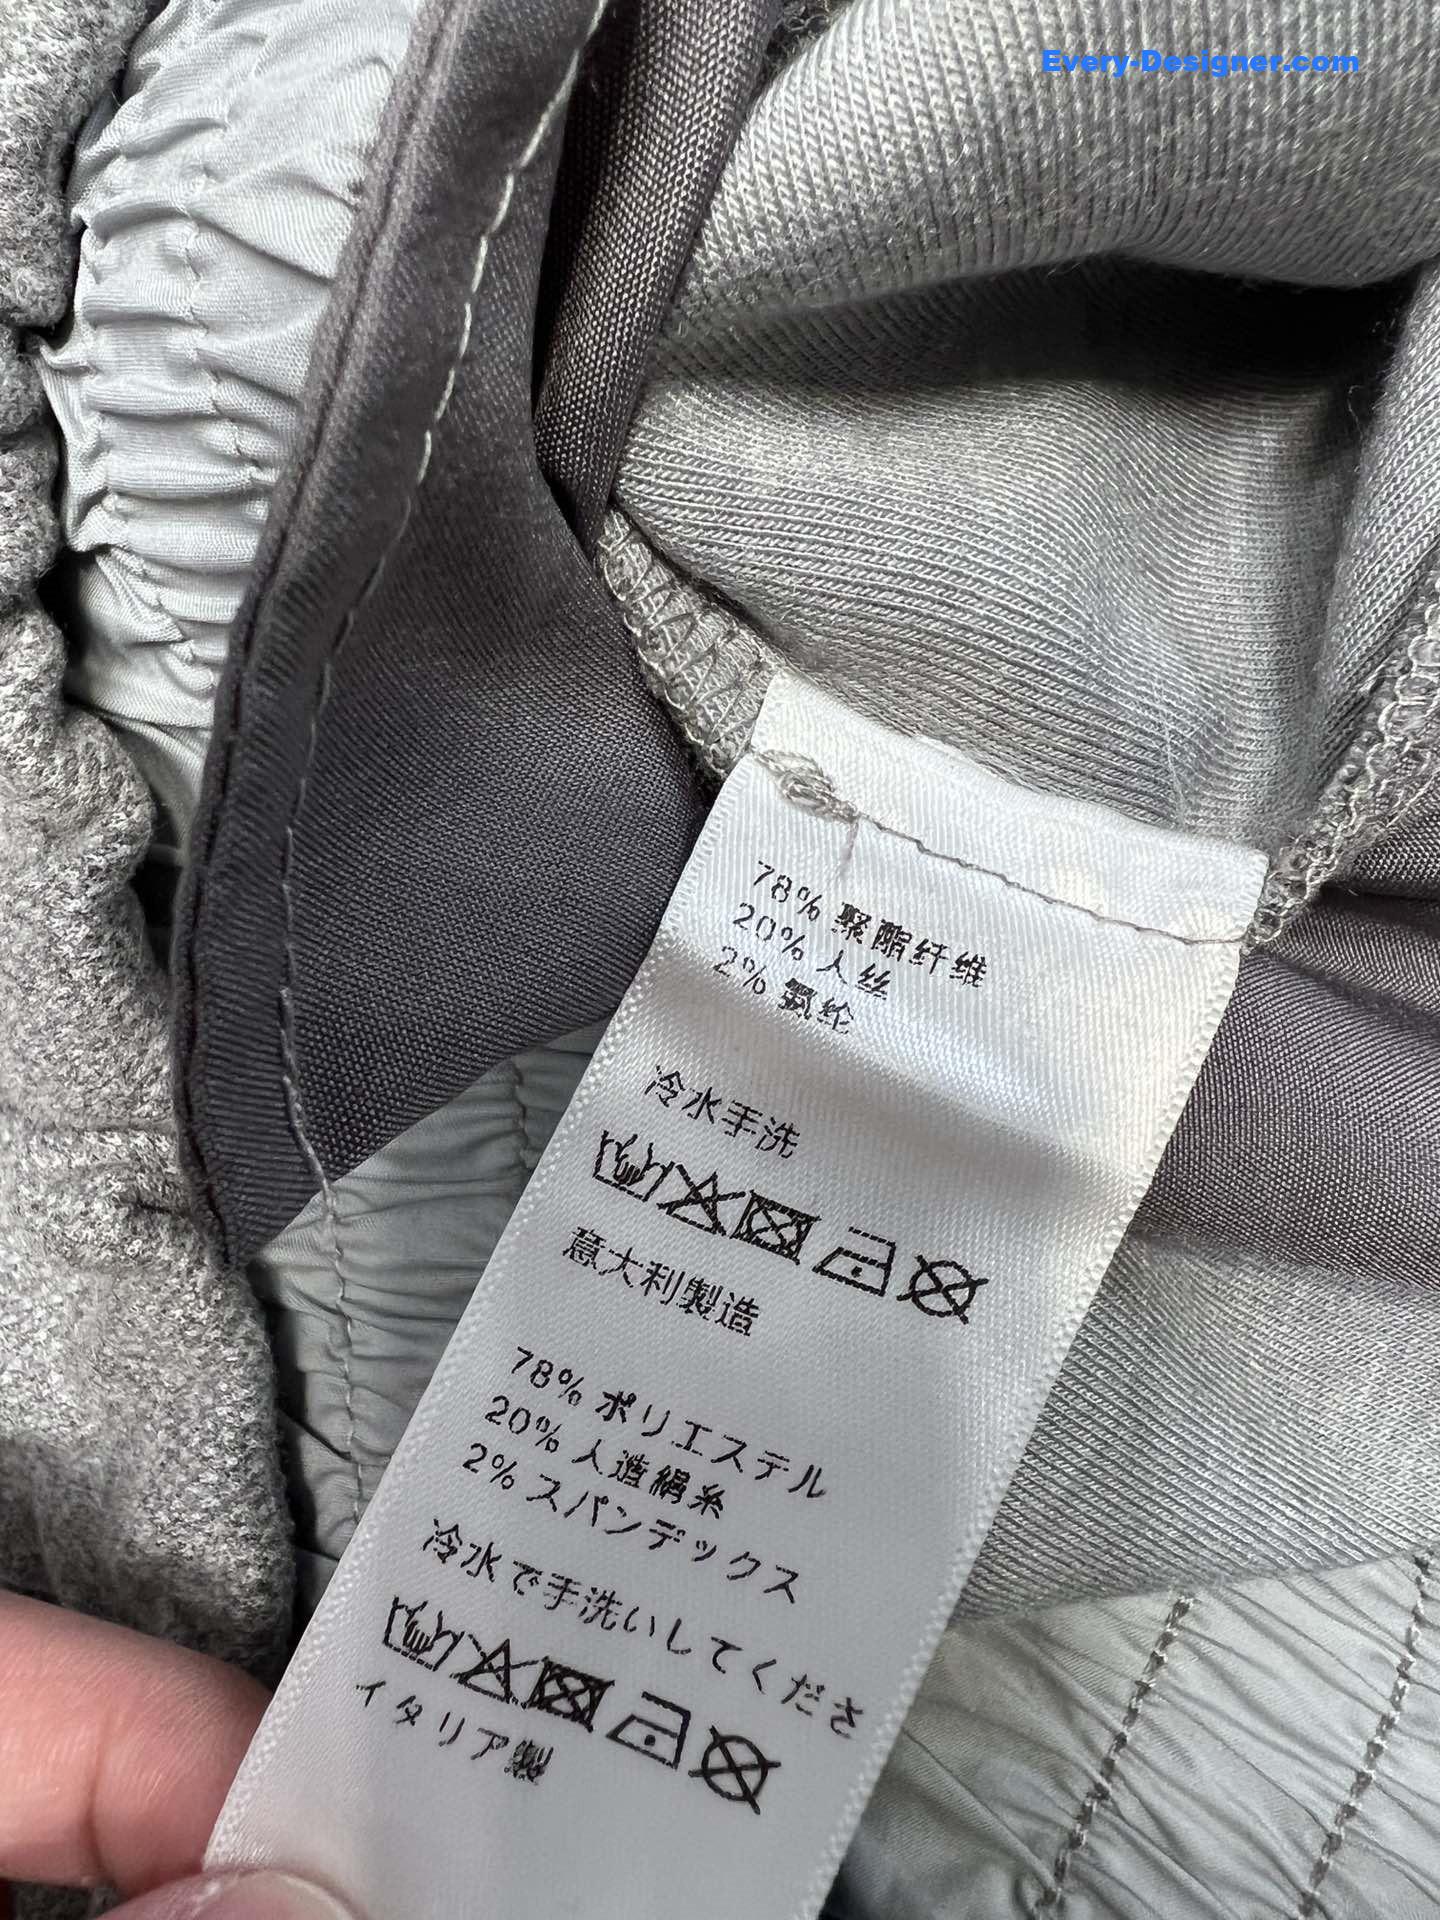 Every-Designer.com
78% 聚酯纤维
20% 人丝
2% 氨纶
冷水手洗
意大利製造
78% ポリエステル
20% 人造絹糸
2% スパンデックス
冷水で手洗いしてくださ
イタリア製